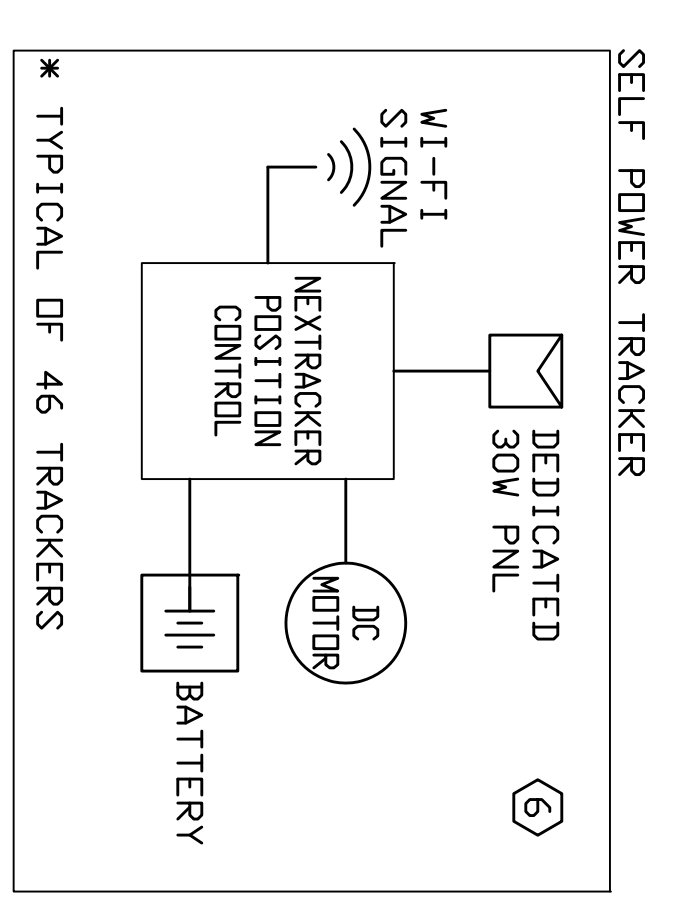 SELF POWER TRACKER
DEDICATED
30W PNL
6
WI-FI
SIGNAL
NEXTRACKER
POSITION
CONTROL
DC
MOTOR
BATTERY
* TYPICAL OF 46 TRACKERS